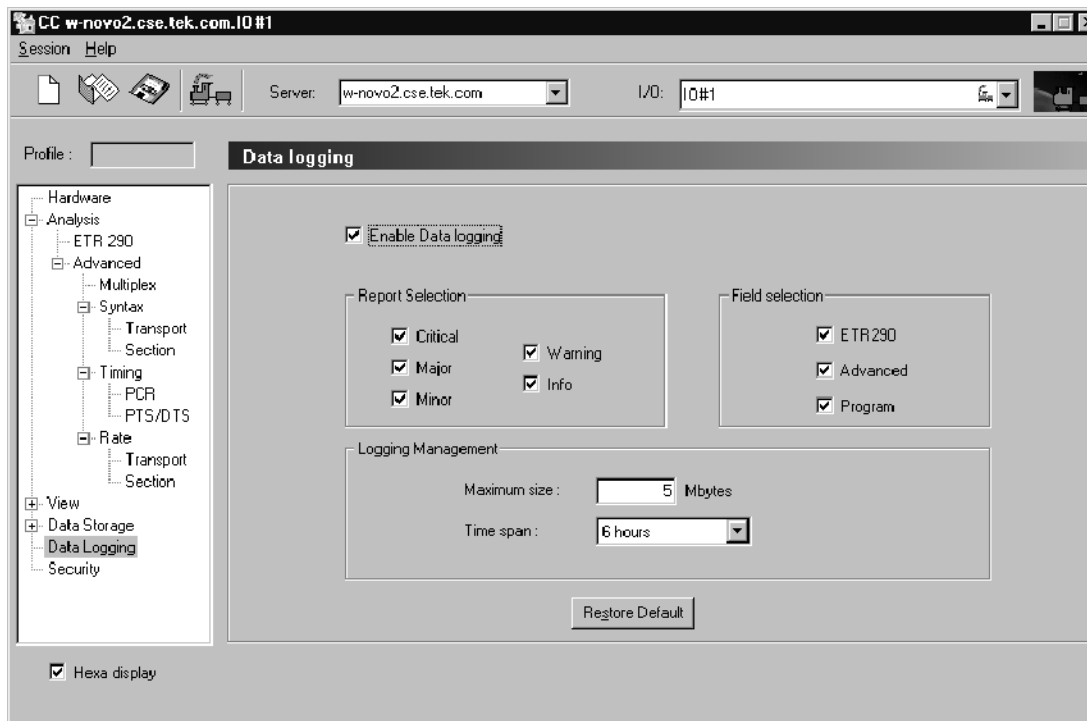 CC w-novo2.cse.tek.com.IO #1
Session Help
Server: w-novo2.cse.tek.com I/O: IO#1
Profile :
Data logging
Hardware
Analysis
ETR 290
Advanced
Multiplex
Syntax
Transport
Section
Timing
PCR
PTS/DTS
Rate
Transport
Section
View
Data Storage
Data Logging
Security
Enable Data logging
Report Selection
Critical
Major
Minor
Warning
Info
Field selection
ETR290
Advanced
Program
Logging Management
Maximum size : 5 Mbytes
Time span : 6 hours
Restore Default
Hexa display